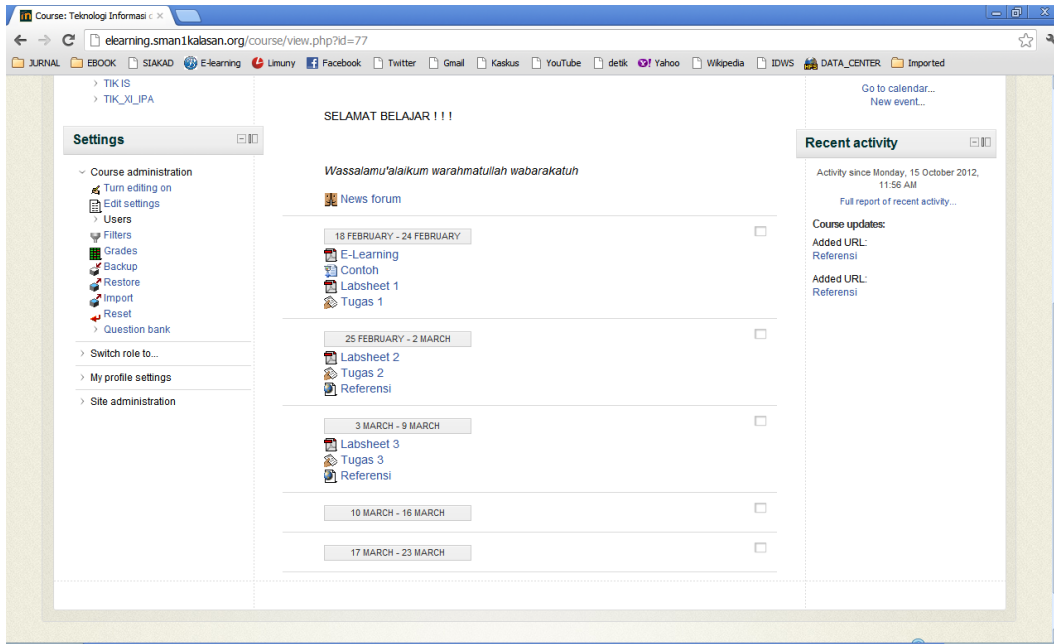 Course: Teknologi Informasi d
elearning.sman1kalasan.org/course/view.php?id=77
JURNAL EBOOK SIAKAD E-learning Limuny Facebook Twitter Gmail Kaskus YouTube detik Yahoo Wikipedia IDWS DATA_CENTER Imported
TIK IS
TIK_XI_IPA
Settings
Course administration
Turn editing on
Edit settings
Users
Filters
Grades
Backup
Restore
Import
Reset
Question bank
Switch role to...
My profile settings
Site administration
SELAMAT BELAJAR ! ! !
Wassalamu'alaikum warahmatullah wabarakatuh
News forum
18 FEBRUARY - 24 FEBRUARY
E-Learning
Contoh
Labsheet 1
Tugas 1
25 FEBRUARY - 2 MARCH
Labsheet 2
Tugas 2
Referensi
3 MARCH - 9 MARCH
Labsheet 3
Tugas 3
Referensi
10 MARCH - 16 MARCH
17 MARCH - 23 MARCH
Go to calendar...
New event...
Recent activity
Activity since Monday, 15 October 2012,
11:56 AM
Full report of recent activity...
Course updates:
Added URL:
Referensi
Added URL:
Referensi